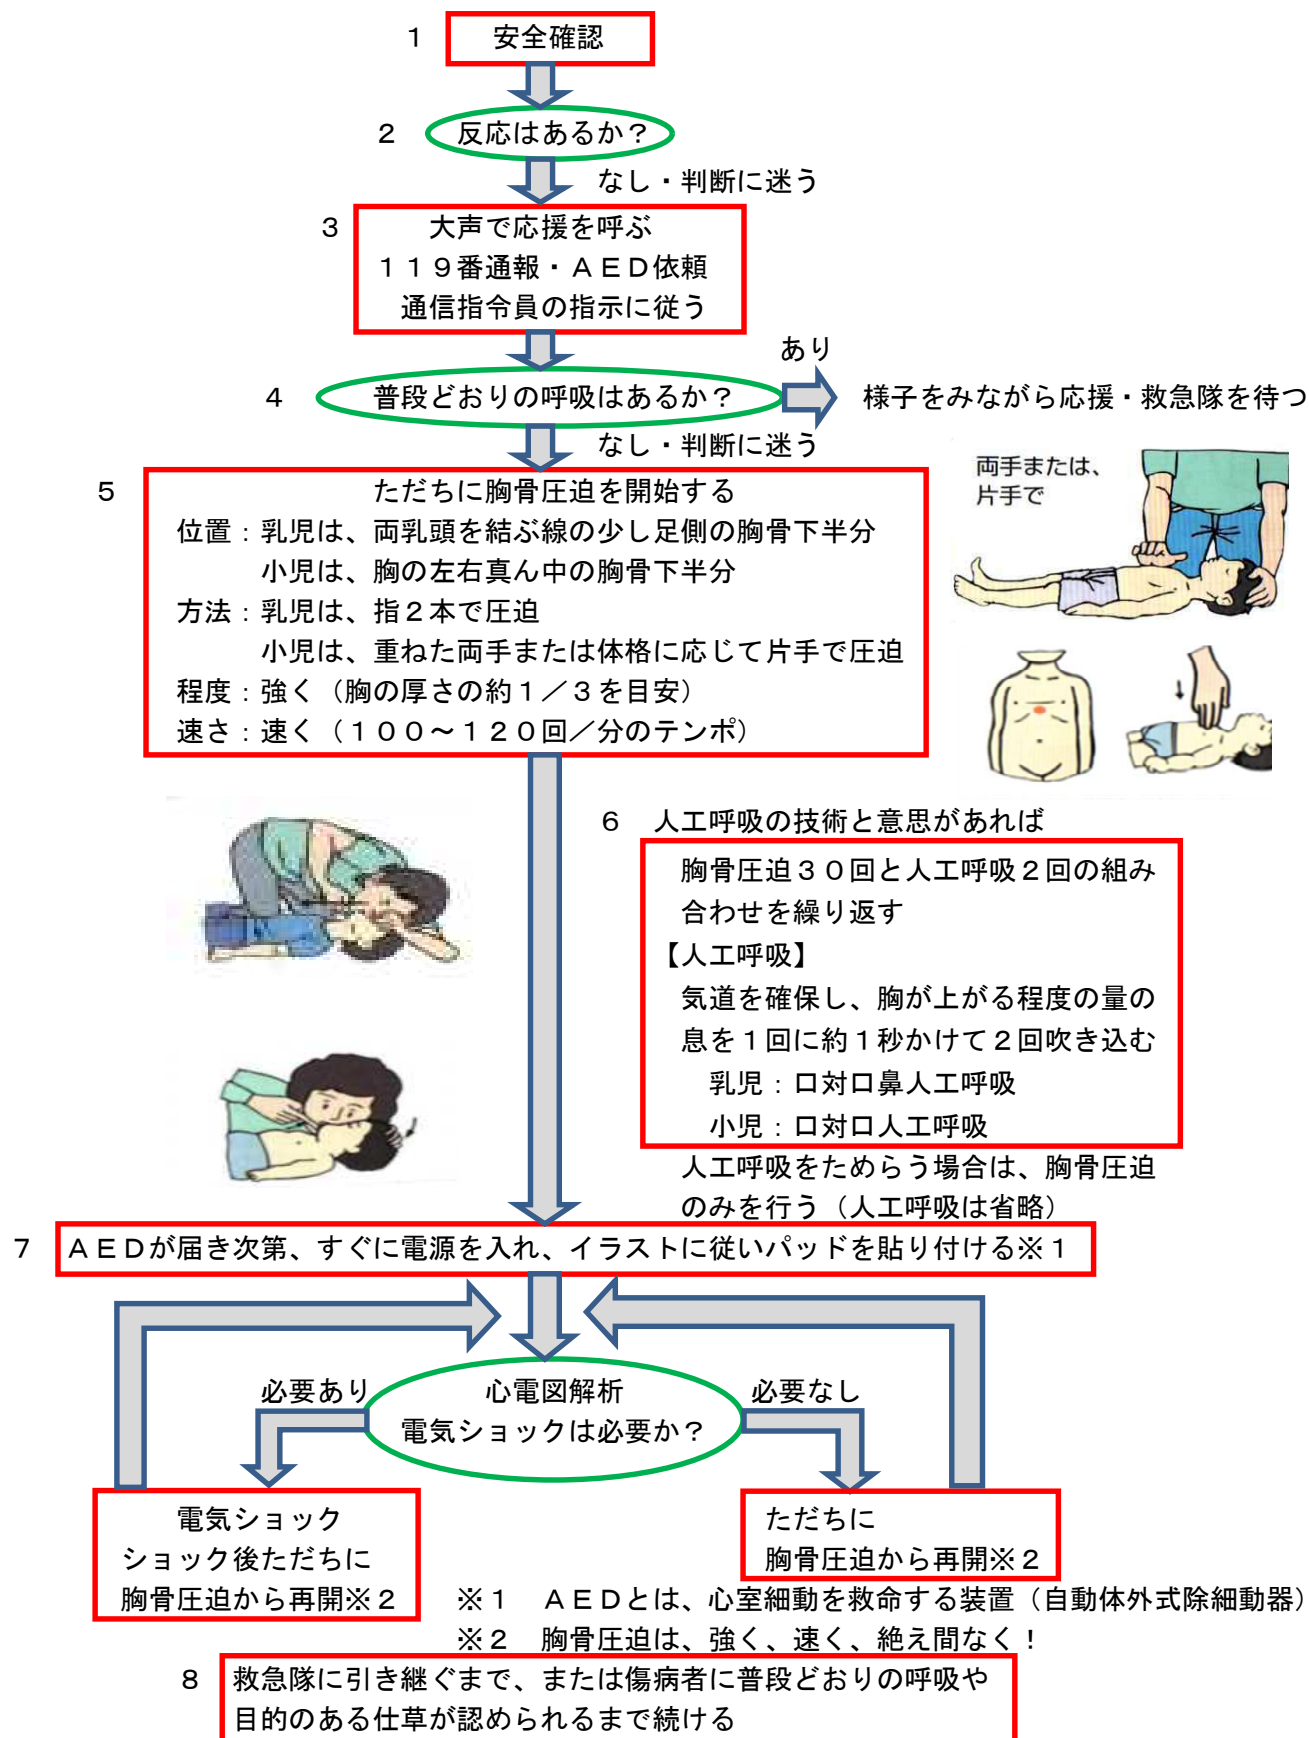 1 安全確認
2 反応はあるか？
なし・判断に迷う
3 大声で応援を呼ぶ
１１９番通報・ＡＥＤ依頼
通信指令員の指示に従う
あり
4 普段どおりの呼吸はあるか？
様子をみながら応援・救急隊を待つ
なし・判断に迷う
5 ただちに胸骨圧迫を開始する
位置：乳児は、両乳頭を結ぶ線の少し足側の胸骨下半分
小児は、胸の左右真ん中の胸骨下半分
方法：乳児は、指２本で圧迫
小児は、重ねた両手または体格に応じて片手で圧迫
程度：強く（胸の厚さの約１／３を目安）
速さ：速く（１００～１２０回／分のテンポ）
両手または、
片手で
6 人工呼吸の技術と意思があれば
胸骨圧迫３０回と人工呼吸２回の組み
合わせを繰り返す
【人工呼吸】
気道を確保し、胸が上がる程度の量の
息を１回に約１秒かけて２回吹き込む
乳児：口対口鼻人工呼吸
小児：口対口人工呼吸
人工呼吸をためらう場合は、胸骨圧迫
のみを行う（人工呼吸は省略）
7 ＡＥＤが届き次第、すぐに電源を入れ、イラストに従いパッドを貼り付ける※１
心電図解析
電気ショックは必要か？
必要あり
必要なし
電気ショック
ショック後ただちに
胸骨圧迫から再開※２
ただちに
胸骨圧迫から再開※２
※１ ＡＥＤとは、心室細動を救命する装置（自動体外式除細動器）
※２ 胸骨圧迫は、強く、速く、絶え間なく！
8 救急隊に引き継ぐまで、または傷病者に普段どおりの呼吸や
目的のある仕草が認められるまで続ける